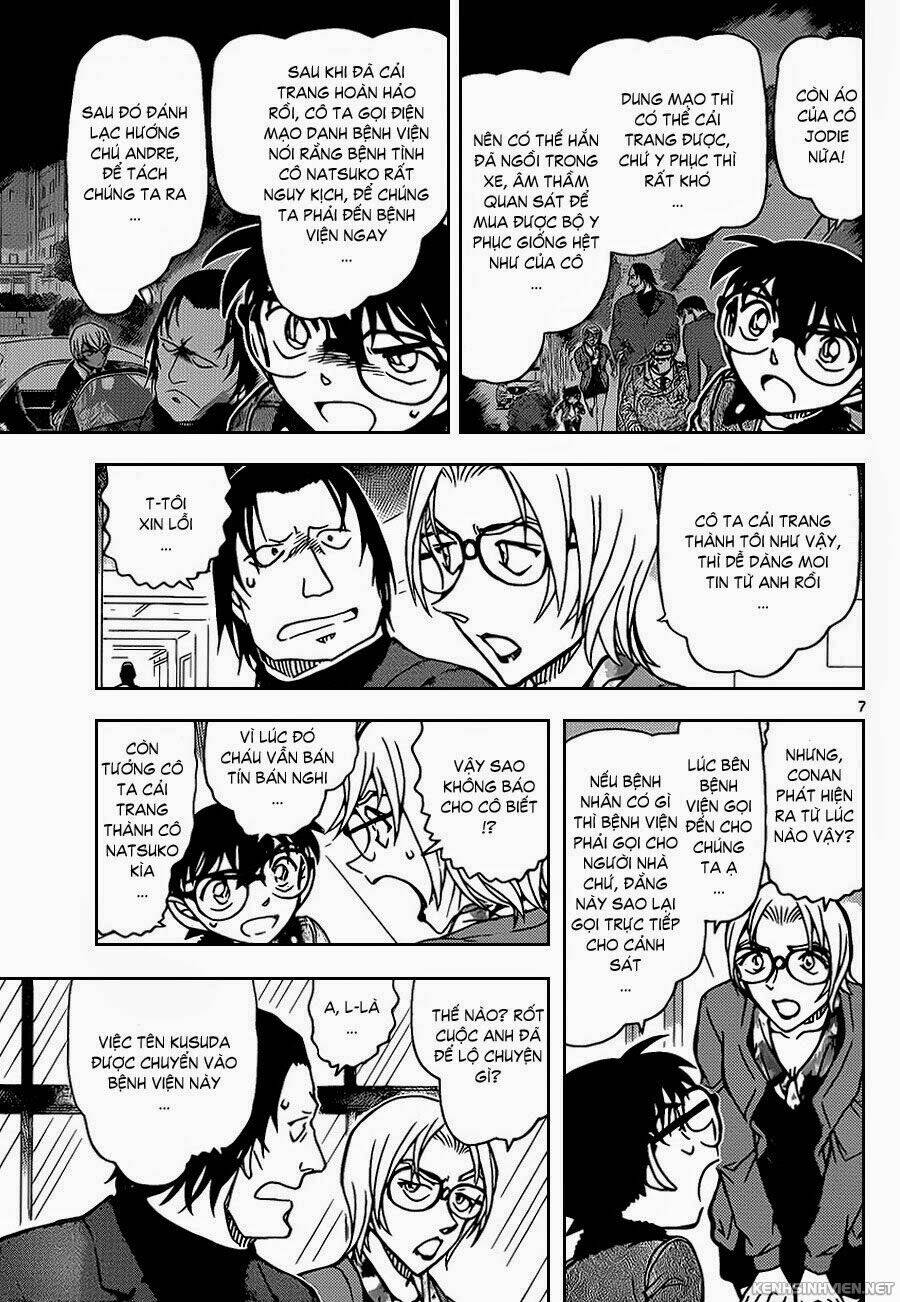 CÒN ÁO
CỦA CÔ
JODIE
NỮA!
DUNG MẠO THÌ
CÓ THỂ CẢI
TRANG ĐƯỢC,
CHỨ Y PHỤC THÌ
RẤT KHÓ
...
NÊN CÓ THỂ HẮN
ĐÃ NGỒI TRONG
XE, ÂM THẦM
QUAN SÁT ĐỂ
MUA ĐƯỢC BỘ Y
PHỤC GIỐNG HỆT
NHƯ CỦA CÔ
...
SAU KHI ĐÃ CẢI
TRANG HOÀN HẢO
RỒI, CÔ TA GỌI ĐIỆN
MẠO DANH BỆNH VIỆN
NÓI RẰNG BỆNH TÌNH
CÔ NATSUKO RẤT
NGUY KỊCH, ĐỂ CHÚNG
TA PHẢI ĐẾN BỆNH
VIỆN NGAY
...
SAU ĐÓ ĐÁNH
LẠC HƯỚNG
CHÚ ANDRE,
ĐỂ TÁCH
CHÚNG TA RA
...
CÔ TA CẢI TRANG
THÀNH TÔI NHƯ VẬY,
THÌ DỄ DÀNG MOI
TIN TỪ ANH RỒI
...
T-TÔI
XIN LỖI
...
7
NHƯNG,
CONAN
PHÁT HIỆN
RA TỪ LÚC
NÀO VẬY?
LÚC BÊN
BỆNH
VIỆN GỌI
ĐẾN CHO
CHÚNG
TA Ạ
...
NẾU BỆNH
NHÂN CÓ GÌ
THÌ BỆNH VIỆN
PHẢI GỌI CHO
NGƯỜI NHÀ
CHỨ, ĐẰNG
NÀY SAO LẠI
GỌI TRỰC TIẾP
CHO CẢNH
SÁT
...
VẬY SAO
KHÔNG BÁO
CHO CÔ BIẾT
!?
VÌ LÚC ĐÓ
CHÁU VẪN BÁN
TÍN BÁN NGHI
...
CÒN
TƯỚNG CÔ
TA CẢI
TRANG
THÀNH CÔ
NATSUKO
KÌA
...
THẾ NÀO? RỐT
CUỘC ANH ĐÃ
ĐỂ LỘ CHUYỆN
GÌ?
A, L-LÀ
...
VIỆC TÊN KUSUDA
ĐƯỢC CHUYỂN VÀO
BỆNH VIỆN NÀY
...
KENHSINHVIEN.NET